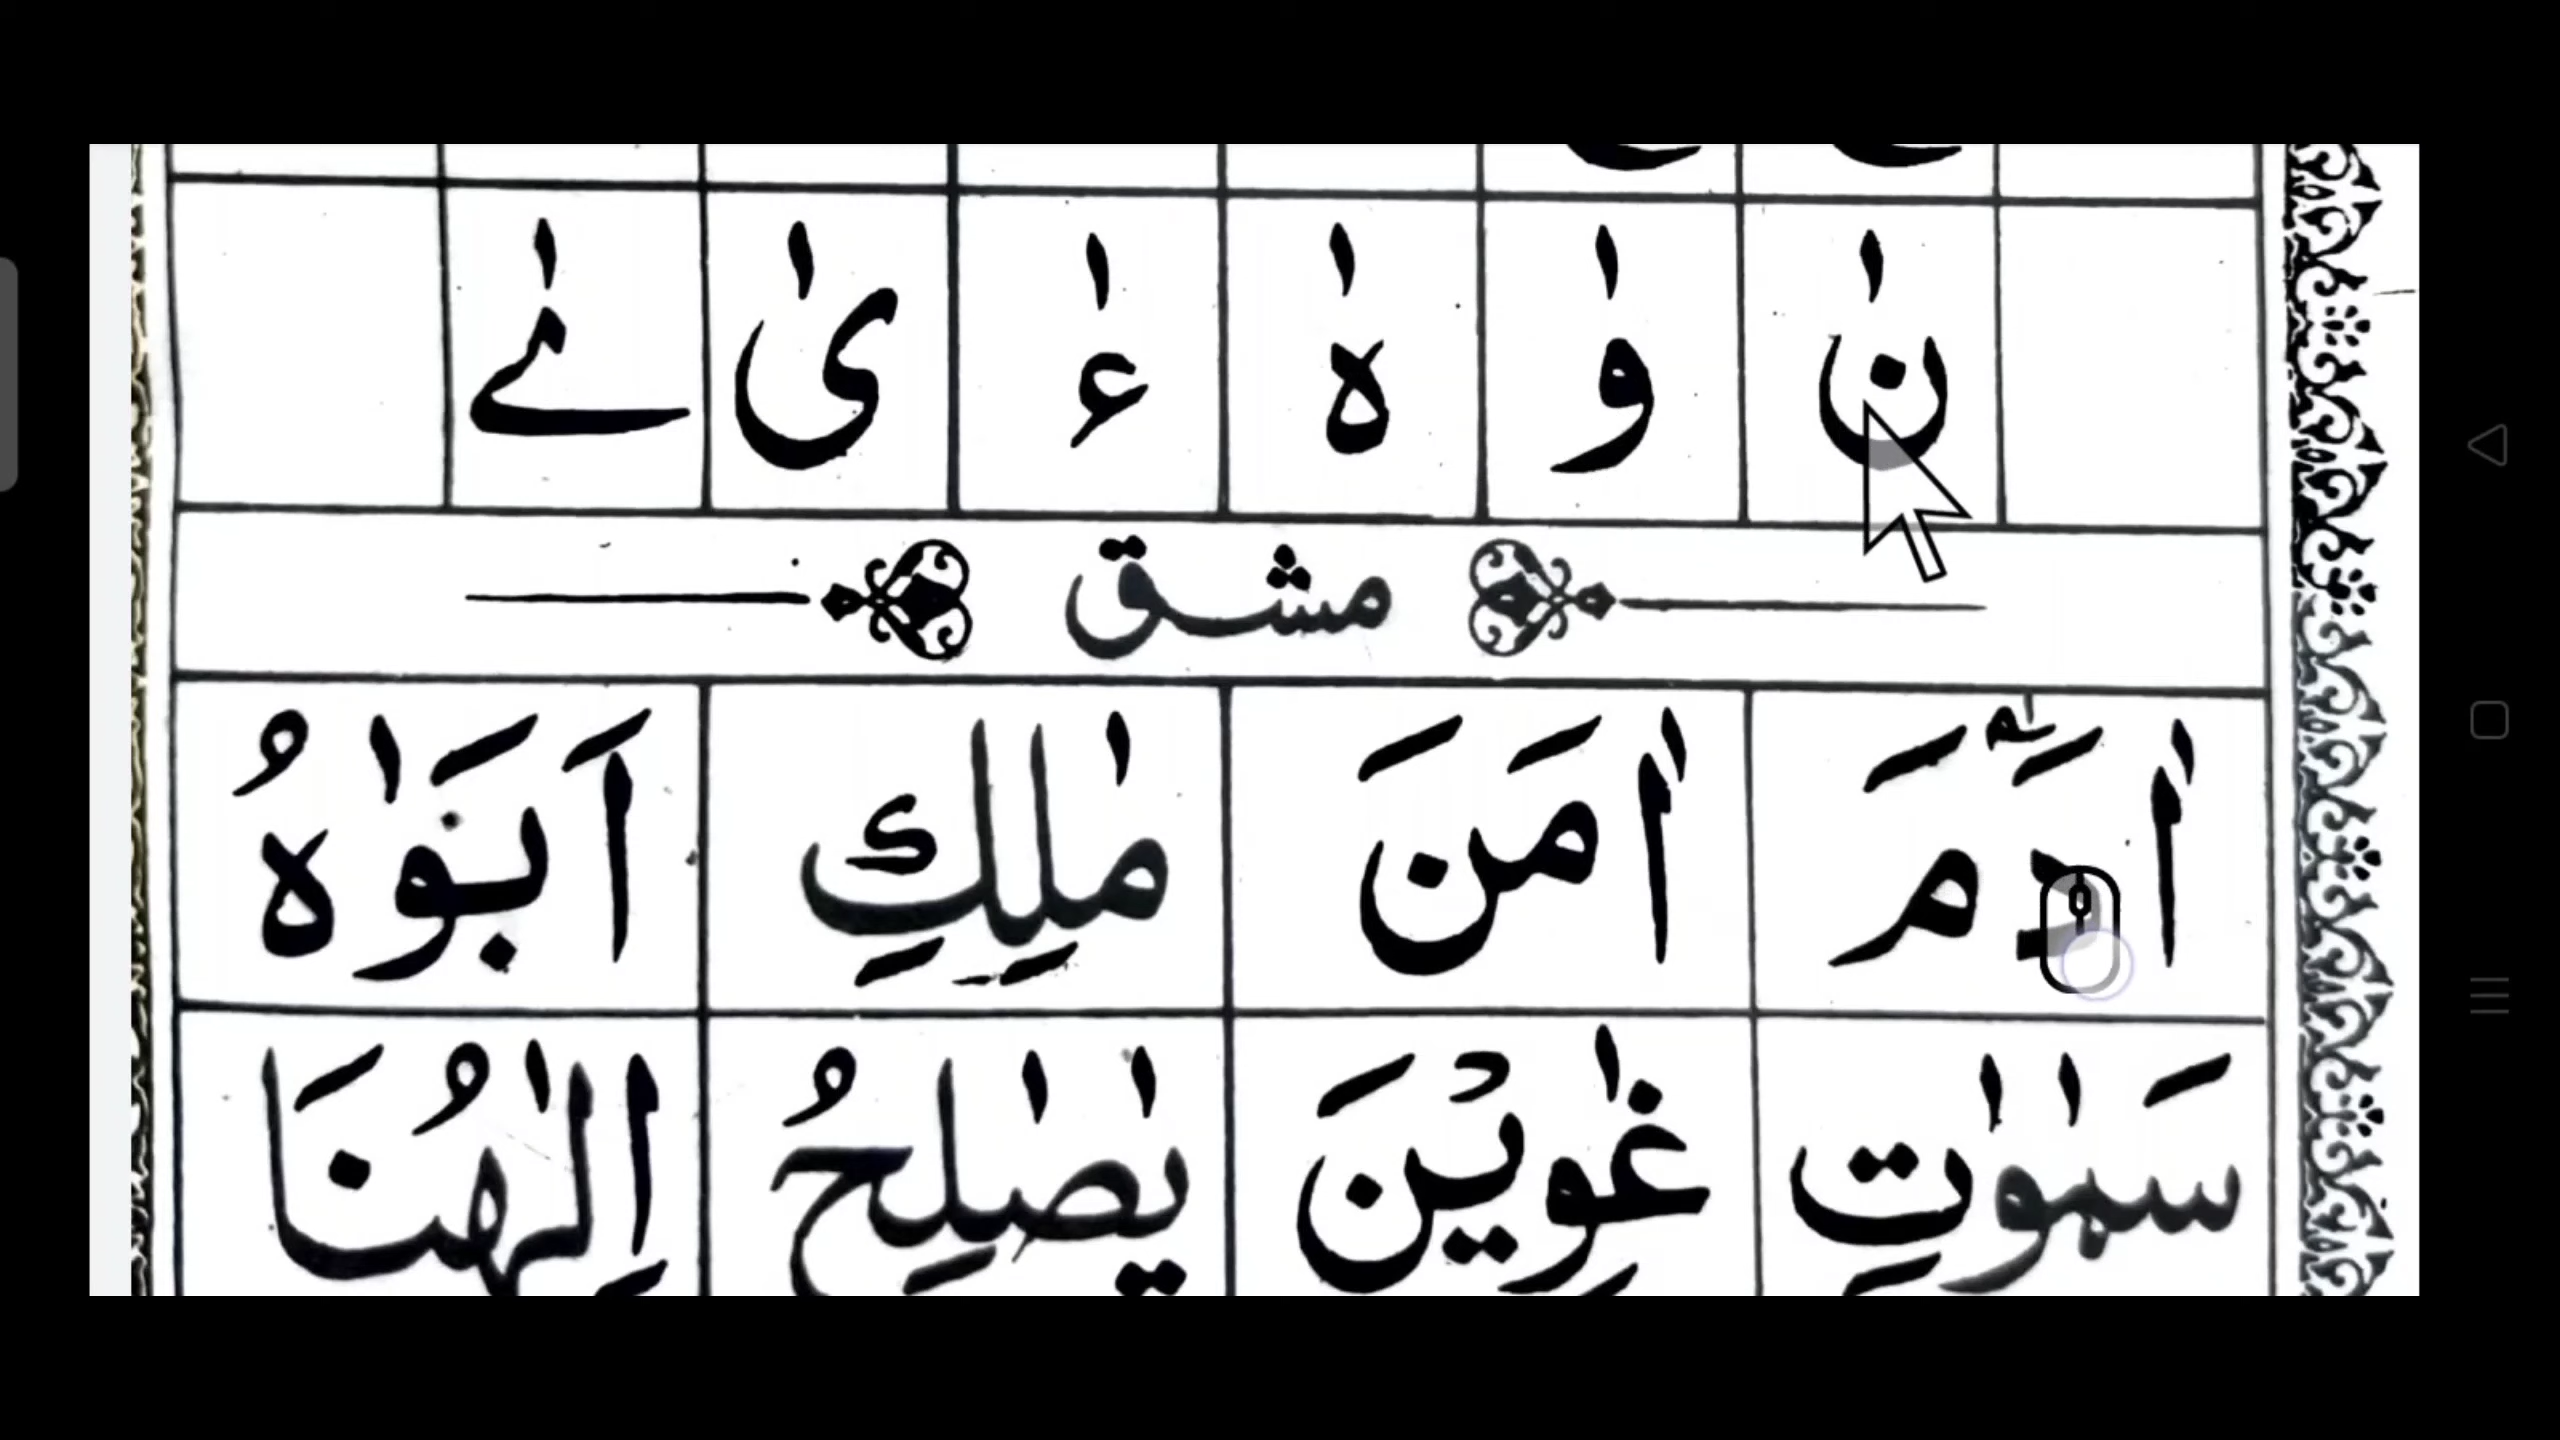 نٰ وٰ هٰ ءٰ یٰ ےٰ
مشق
اٰدَمَ اٰمَنَ مٰلِكِ اَبَوٰهُ
سَمٰوٰتِ غٰوِيْنَ يٰصٰلِحُ اِلٰهُنَا